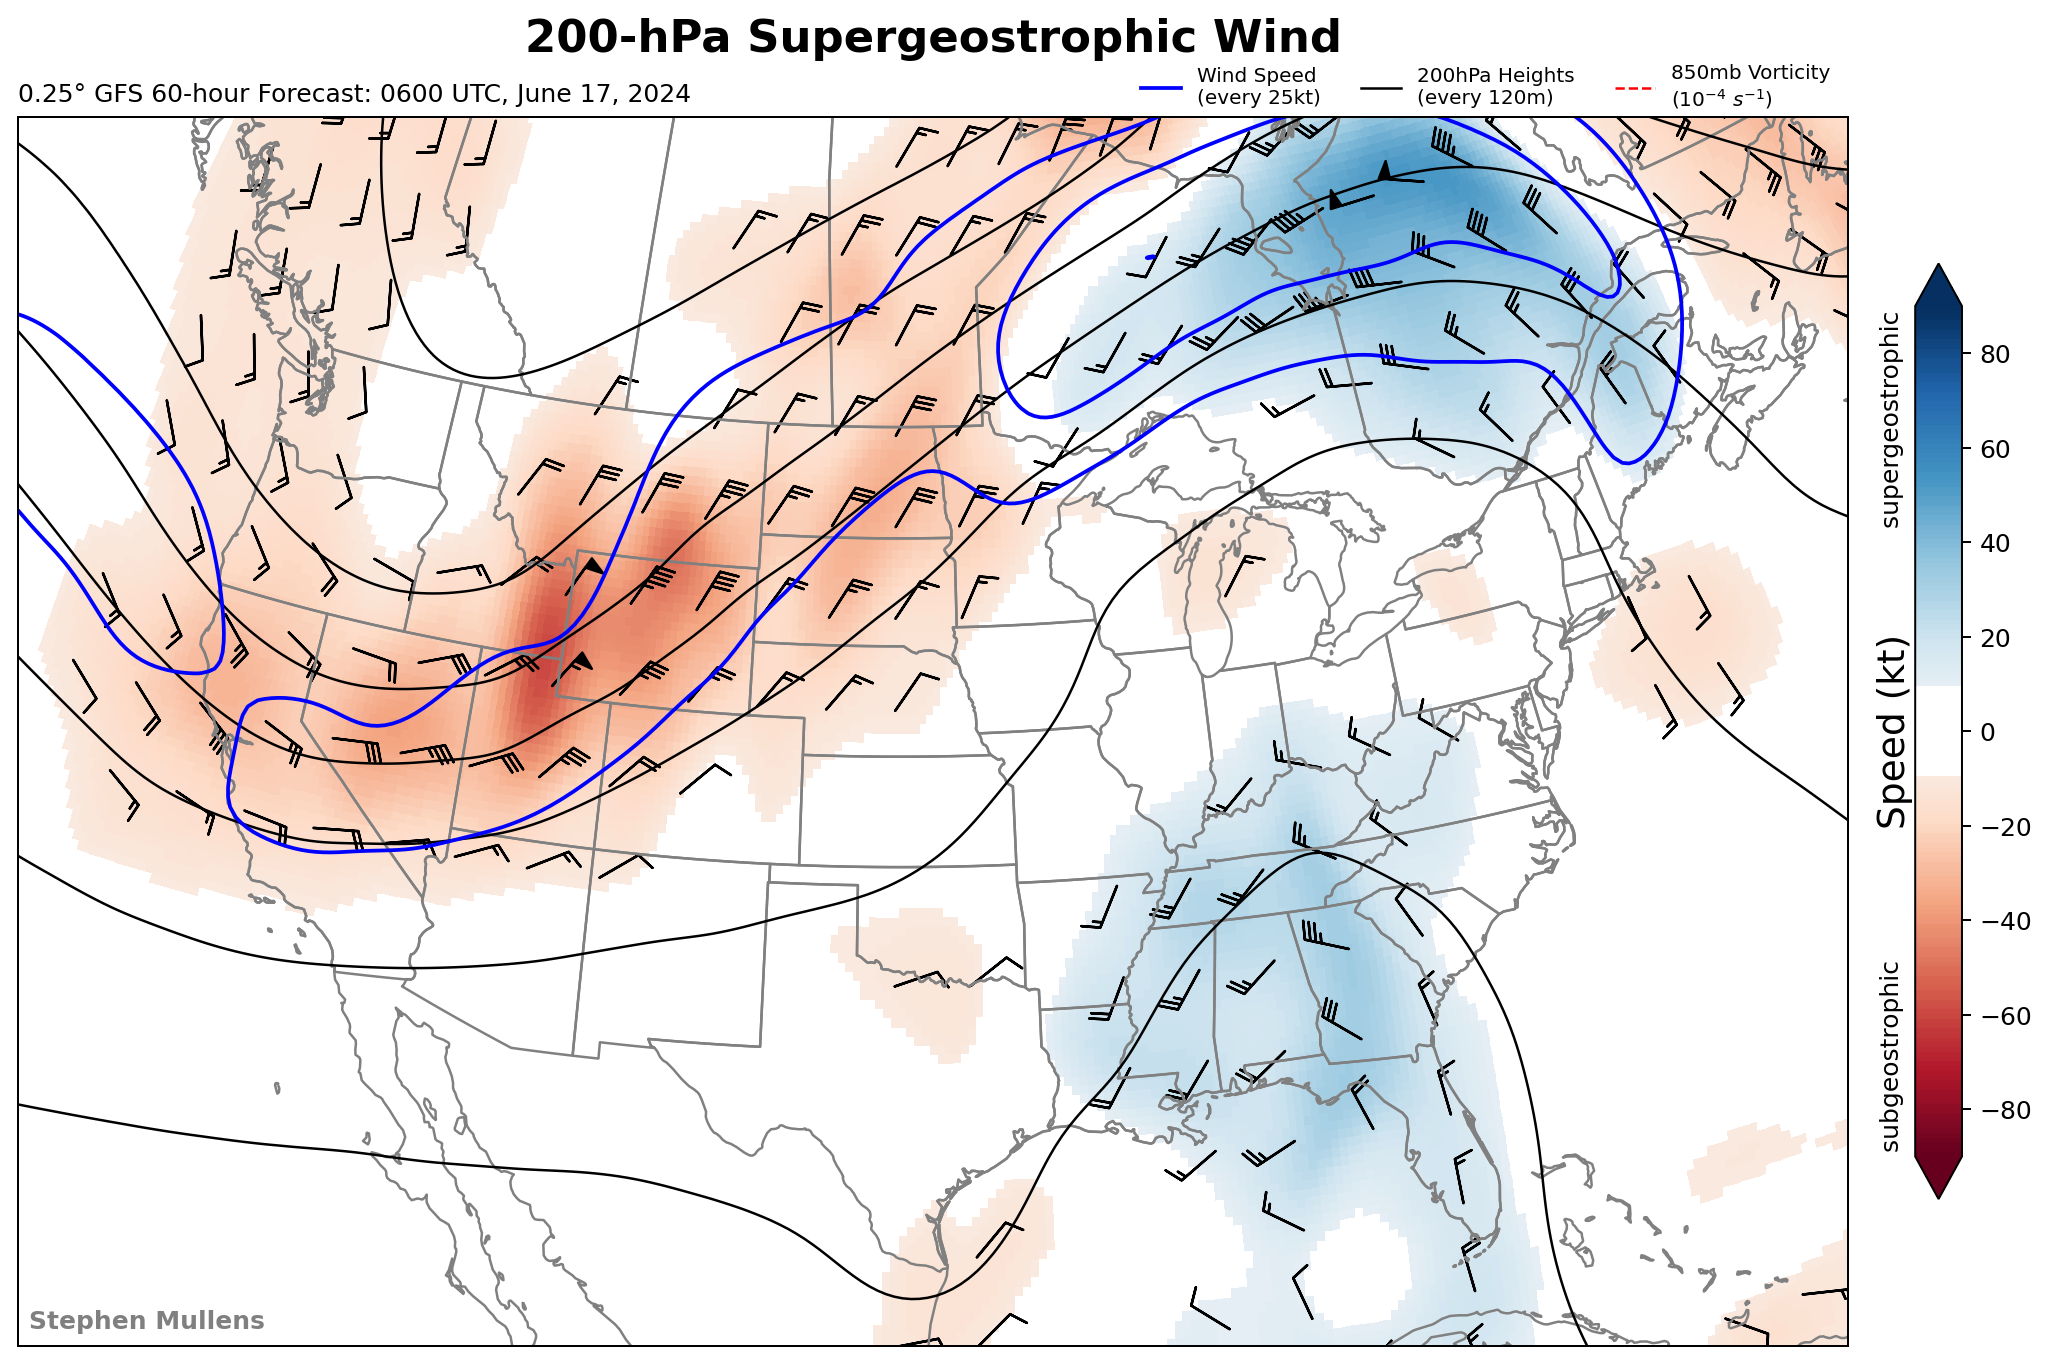 200-hPa Supergeostrophic Wind
0.25° GFS 60-hour Forecast: 0600 UTC, June 17, 2024
Wind Speed
(every 25kt)
200hPa Heights
(every 120m)
850mb Vorticity
(10⁻⁴ s⁻¹)
supergeostrophic
Speed (kt)
subgeostrophic
80
60
40
20
0
−20
−40
−60
−80
Stephen Mullens